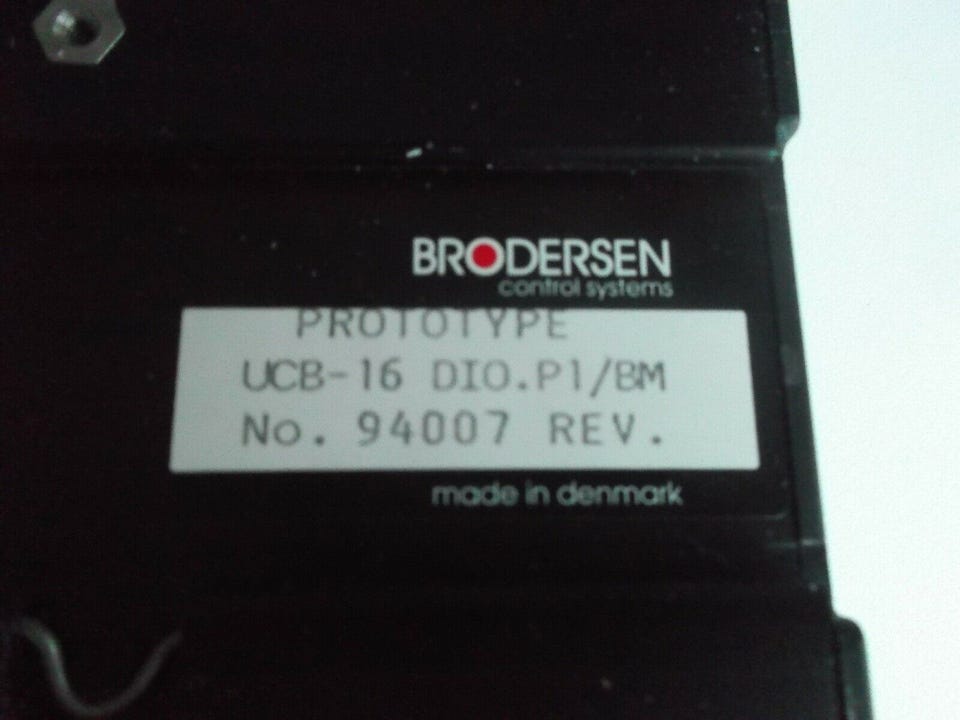 BRODERSEN
control systems
PROTOTYPE
UCB-16 DIO.P1/BM
No. 94007 REV.
made in denmark